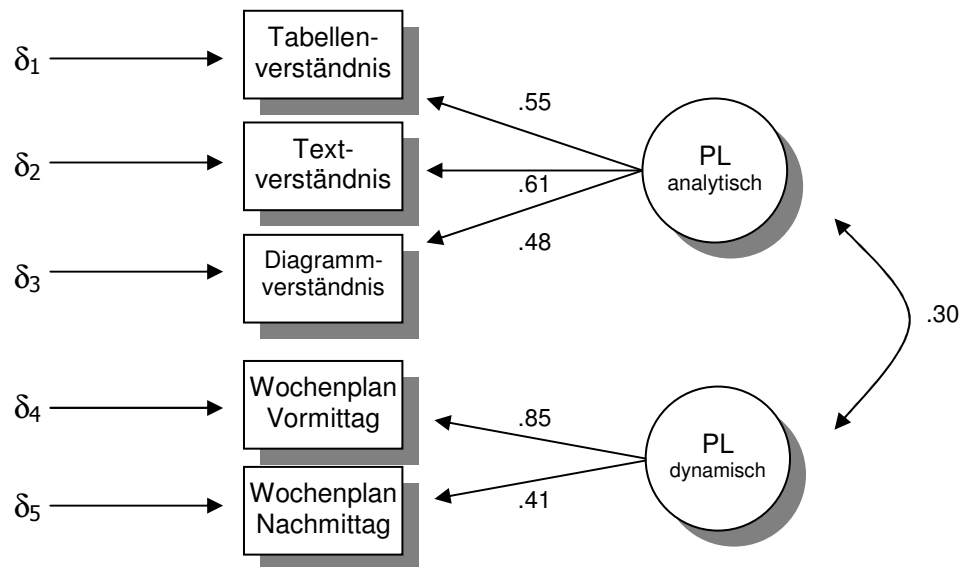 δ1
Tabellen-
verständnis
.55
δ2
Text-
verständnis
.61
PL
analytisch
δ3
Diagramm-
verständnis
.48
.30
δ4
Wochenplan
Vormittag
.85
PL
dynamisch
δ5
Wochenplan
Nachmittag
.41